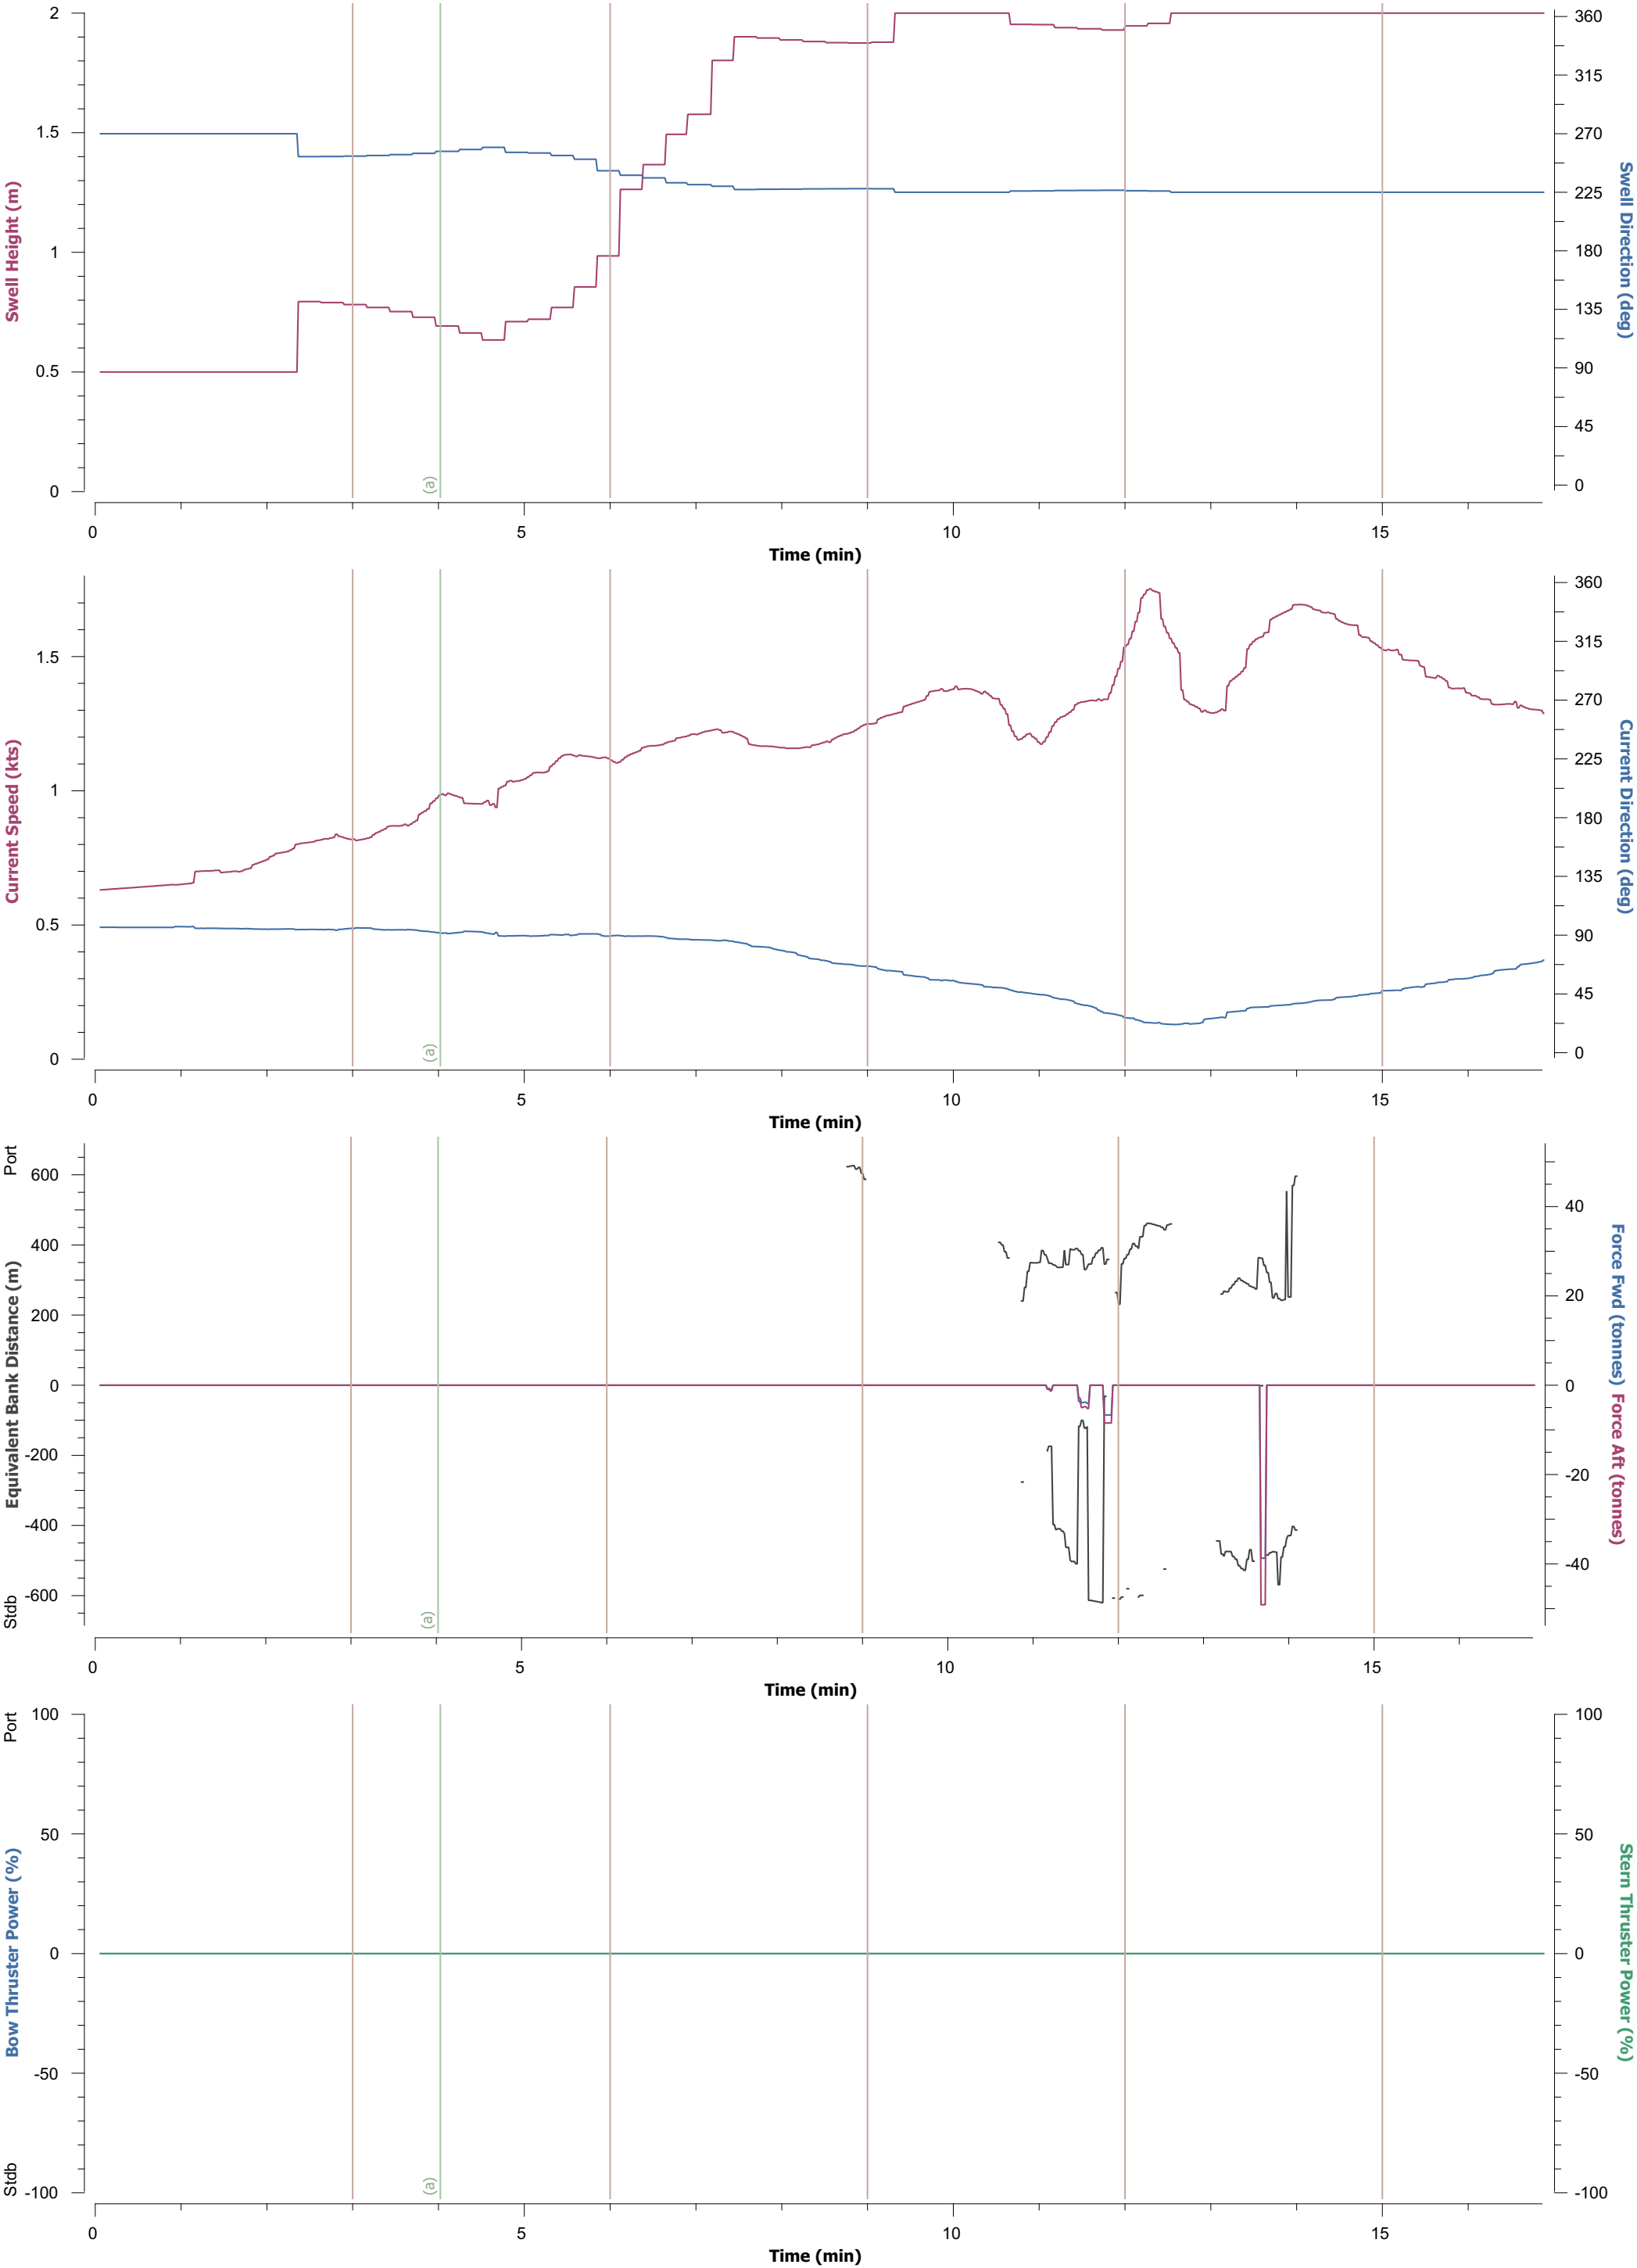 2
1.5
1
0.5
0
Swell Height (m)
360
315
270
225
180
135
90
45
0
Swell Direction (deg)
(a)
0 5 10 15
Time (min)
1.5
1
0.5
0
Current Speed (kts)
360
315
270
225
180
135
90
45
0
Current Direction (deg)
(a)
0 5 10 15
Time (min)
Port
600
400
200
0
-200
-400
-600
Stdb
Equivalent Bank Distance (m)
40
20
0
-20
-40
Force Fwd (tonnes)
Force Aft (tonnes)
(a)
0 5 10 15
Time (min)
Port
100
50
0
-50
-100
Stdb
Bow Thruster Power (%)
100
50
0
-50
-100
Stern Thruster Power (%)
(a)
0 5 10 15
Time (min)